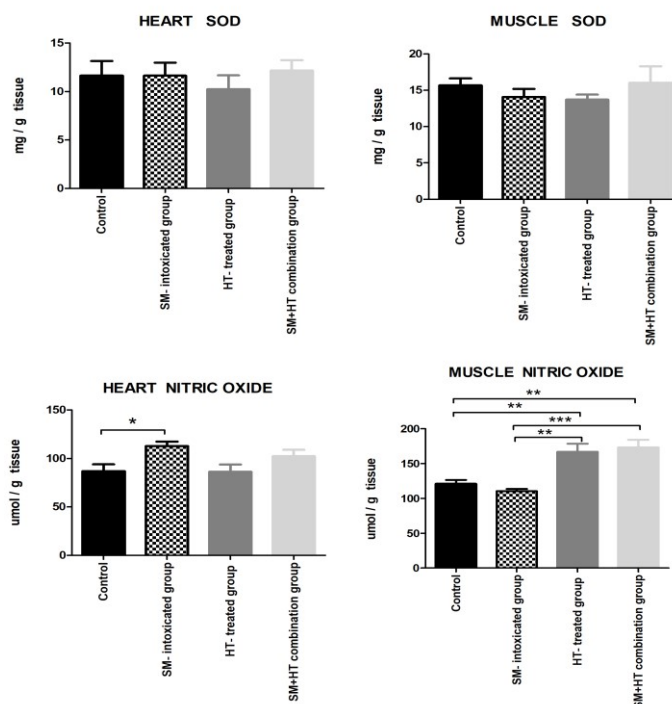 HEART SOD
mg / g tissue
15
10
5
0
Control
SM- intoxicated group
HT- treated group
SM+HT combination group
MUSCLE SOD
mg / g tissue
20
15
10
5
0
Control
SM- intoxicated group
HT- treated group
SM+HT combination group
HEART NITRIC OXIDE
umol / g tissue
150
100
50
0
*
Control
SM- intoxicated group
HT- treated group
SM+HT combination group
MUSCLE NITRIC OXIDE
umol / g tissue
200
150
100
50
0
**
**
***
**
Control
SM- intoxicated group
HT- treated group
SM+HT combination group